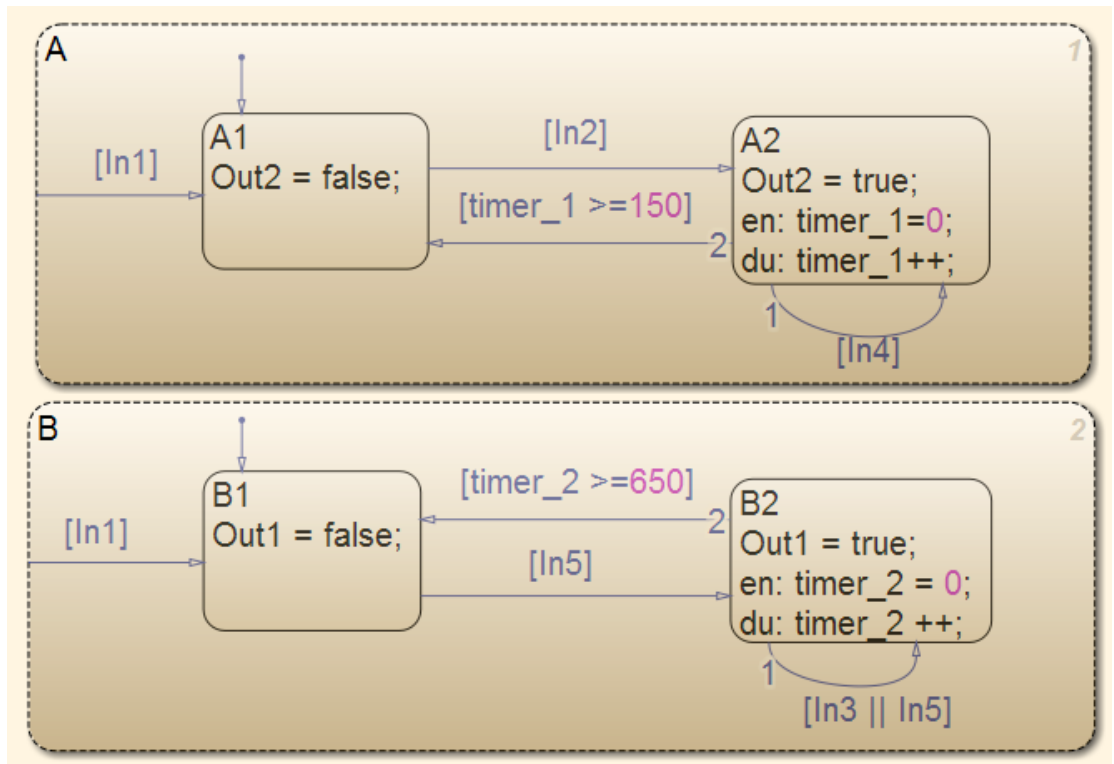 A
1
A1
Out2 = false;
[In1]
[In2]
[timer_1 >=150]
2
A2
Out2 = true;
en: timer_1=0;
du: timer_1++;
1
[In4]
B
2
B1
Out1 = false;
[In1]
[timer_2 >=650]
2
[In5]
B2
Out1 = true;
en: timer_2 = 0;
du: timer_2 ++;
1
[In3 || In5]